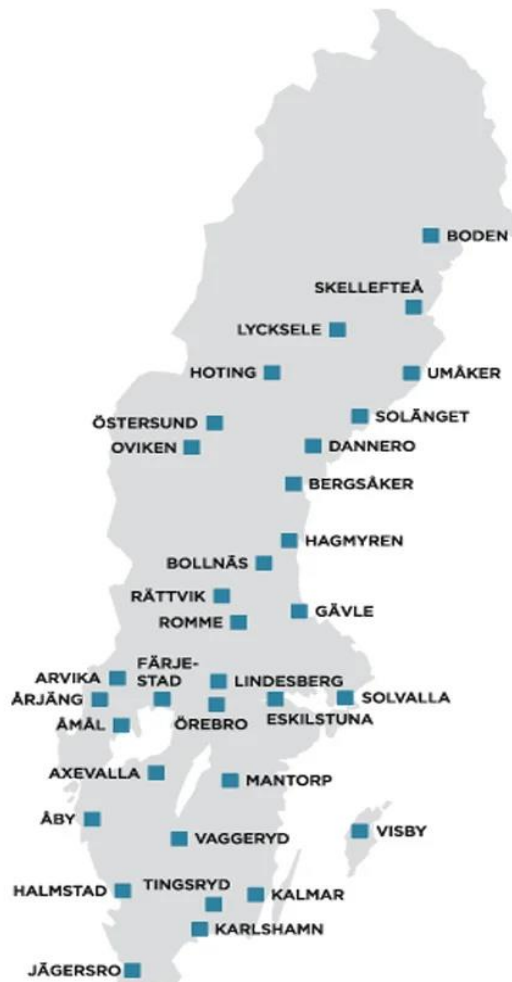 BODEN
SKELLEFTEÅ
LYCKSELE
HOTING
UMÅKER
SOLÄNGET
ÖSTERSUND
OVIKEN
DANNERO
BERGSÅKER
HAGMYREN
BOLLNÄS
RÄTTVIK
GÄVLE
ROMME
FÄRJE-
STAD
ARVIKA
LINDESBERG
ÅRJÄNG
SOLVALLA
ÅMÅL
ÖREBRO
ESKILSTUNA
AXEVALLA
MANTORP
ÅBY
VISBY
VAGGERYD
HALMSTAD
TINGSRYD
KALMAR
KARLSHAMN
JÄGERSRO